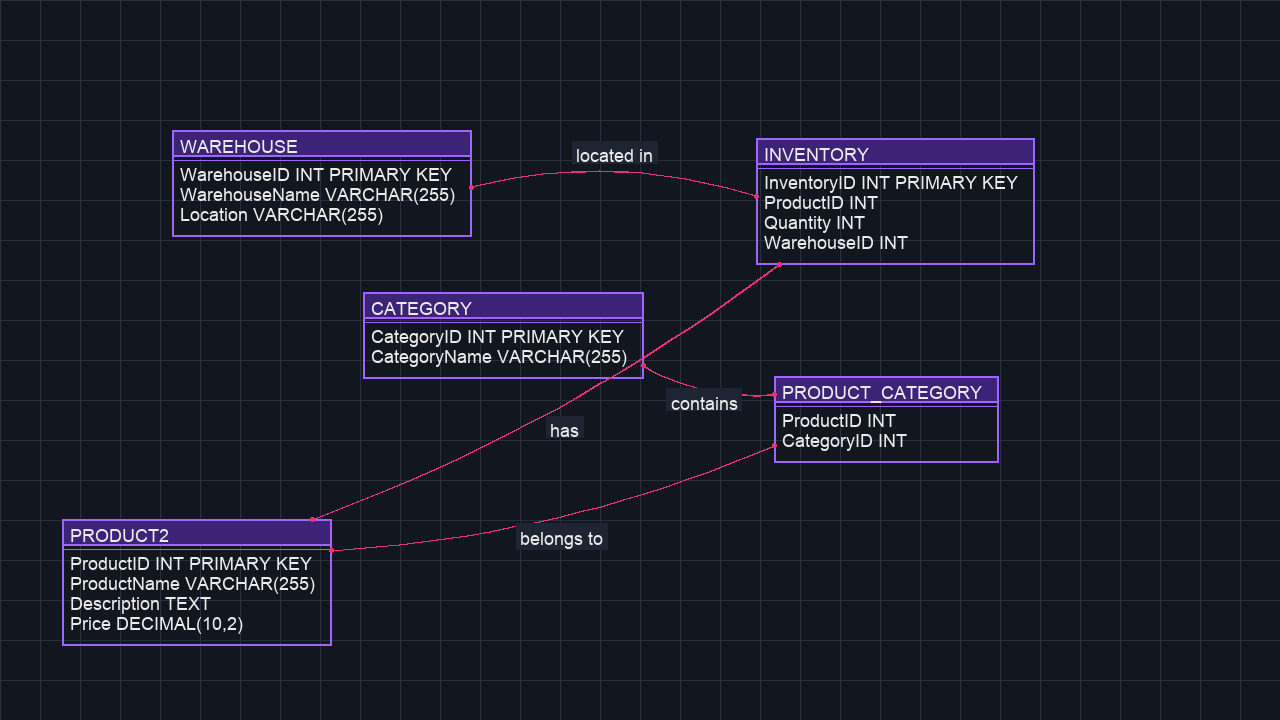 WAREHOUSE
WarehouseID INT PRIMARY KEY
WarehouseName VARCHAR(255)
Location VARCHAR(255)
located in
INVENTORY
InventoryID INT PRIMARY KEY
ProductID INT
Quantity INT
WarehouseID INT
CATEGORY
CategoryID INT PRIMARY KEY
CategoryName VARCHAR(255)
contains
PRODUCT_CATEGORY
ProductID INT
CategoryID INT
has
belongs to
PRODUCT2
ProductID INT PRIMARY KEY
ProductName VARCHAR(255)
Description TEXT
Price DECIMAL(10,2)